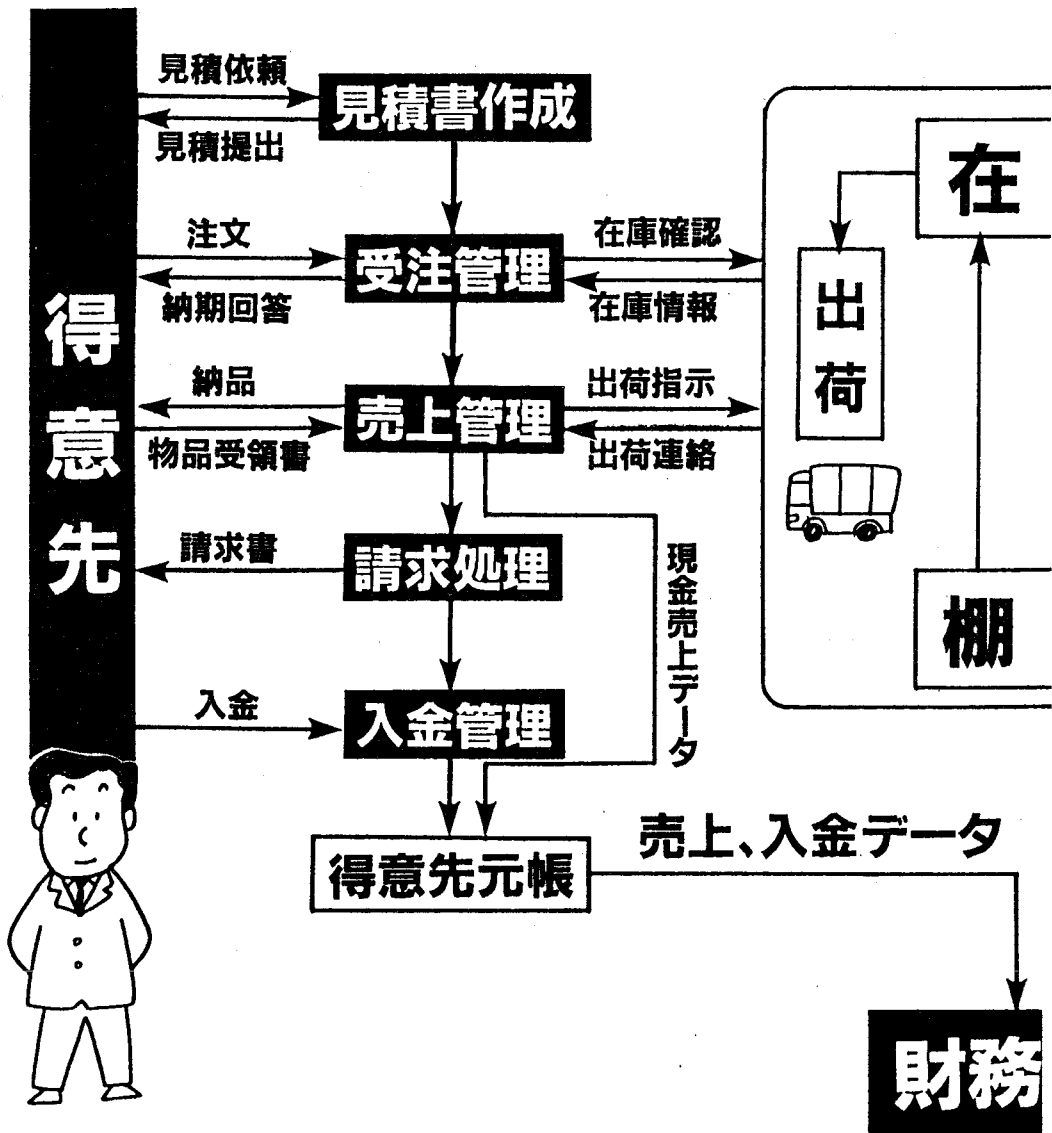 得意先
見積依頼
見積書作成
見積提出
注文
受注管理
在庫確認
納期回答
在庫情報
納品
売上管理
出荷指示
物品受領書
出荷連絡
請求書
請求処理
現金売上データ
入金
入金管理
得意先元帳
売上、入金データ
財務
在
出荷
棚